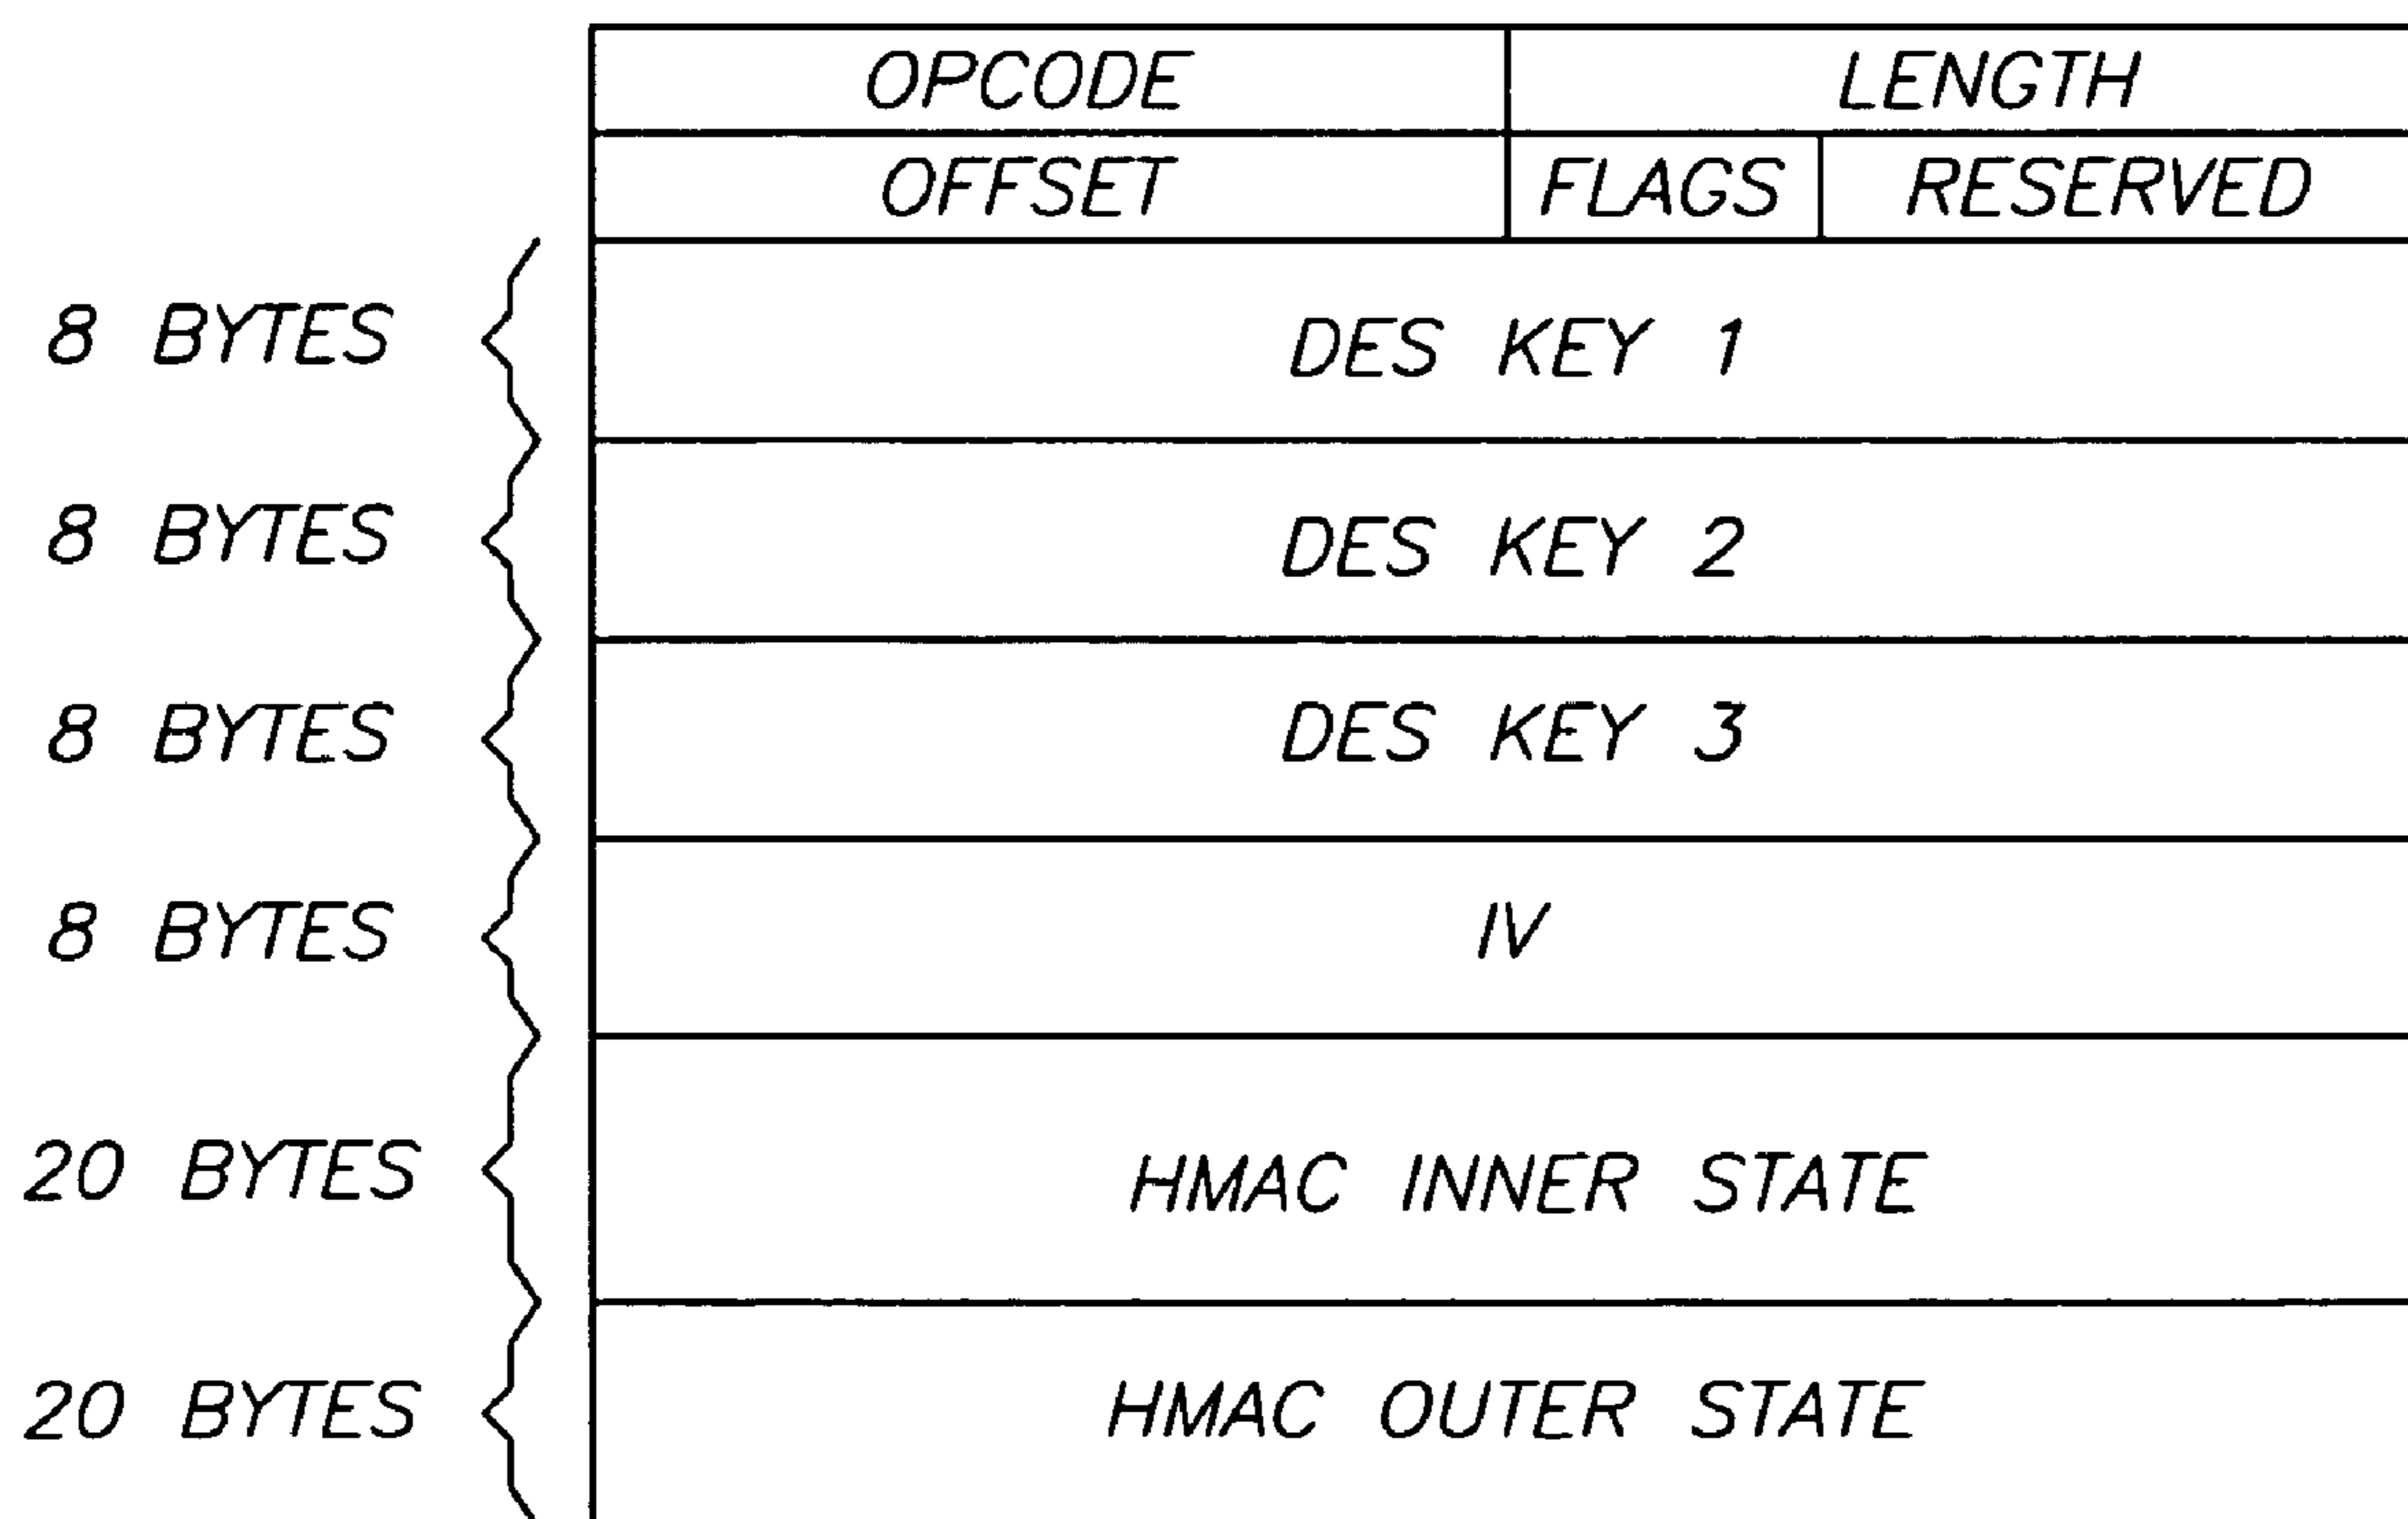 OPCODE LENGTH
OFFSET FLAGS RESERVED
8 BYTES DES KEY 1
8 BYTES DES KEY 2
8 BYTES DES KEY 3
8 BYTES IV
20 BYTES HMAC INNER STATE
20 BYTES HMAC OUTER STATE